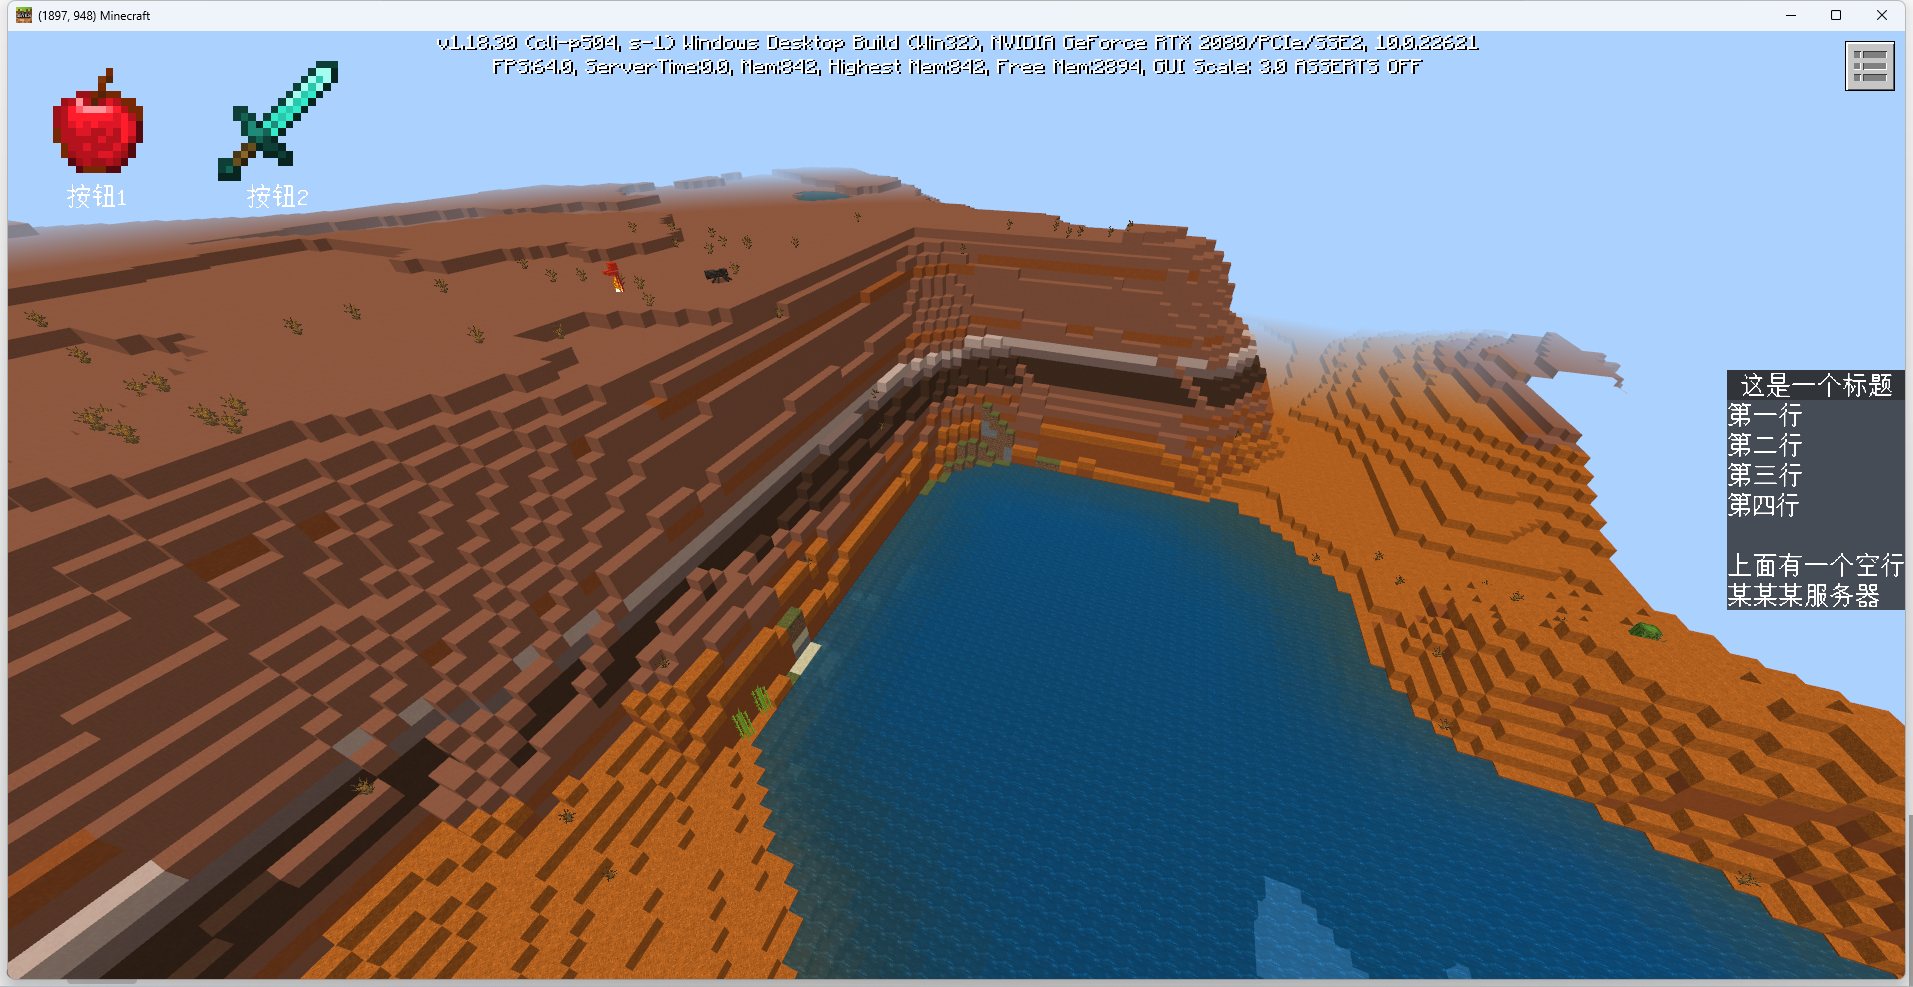 (1897, 948) Minecraft
v1.18.30 (cli-p504, s-1) Windows Desktop Build (Win32), NVIDIA GeForce RTX 2080/PCIe/SSE2, 10.0.22621
FPS:64.0, ServerTime:0.0, Mem:842, Highest Mem:842, Free Mem:2894, GUI Scale: 3.0 ASSERTS OFF
按钮1
按钮2
这是一个标题
第一行
第二行
第三行
第四行
上面有一个空行
某某某服务器